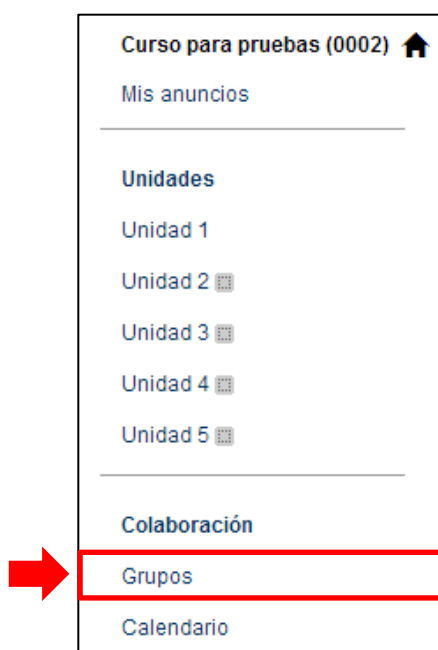 Curso para pruebas (0002)
Mis anuncios
Unidades
Unidad 1
Unidad 2
Unidad 3
Unidad 4
Unidad 5
Colaboración
Grupos
Calendario